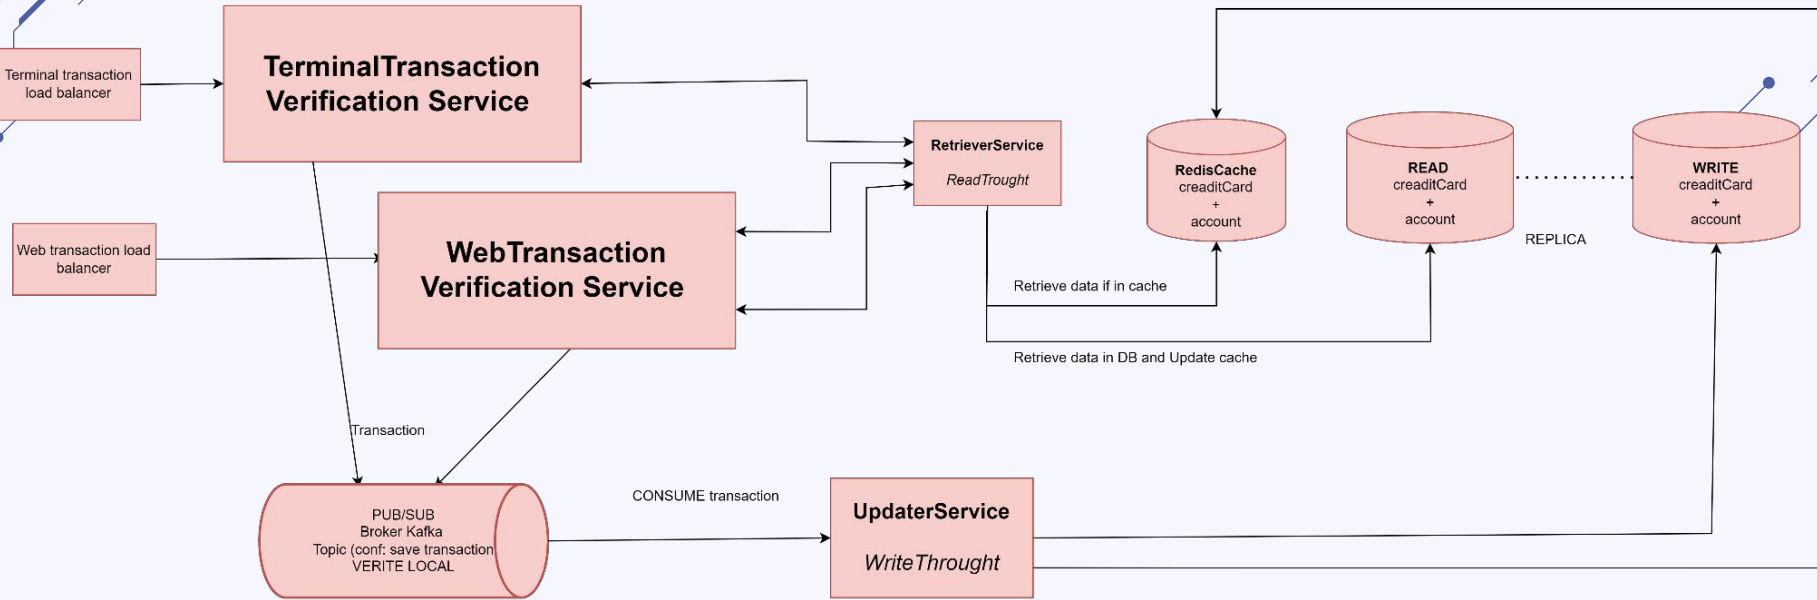 Terminal transaction
load balancer
TerminalTransaction
Verification Service
RetrieverService
ReadTrought
RedisCache
creaditCard
+
account
READ
creaditCard
+
account
WRITE
creaditCard
+
account
REPLICA
Web transaction load
balancer
WebTransaction
Verification Service
Retrieve data if in cache
Retrieve data in DB and Update cache
Transaction
PUB/SUB
Broker Kafka
Topic (conf: save transaction
VERITE LOCAL
CONSUME transaction
UpdaterService
WriteThrought